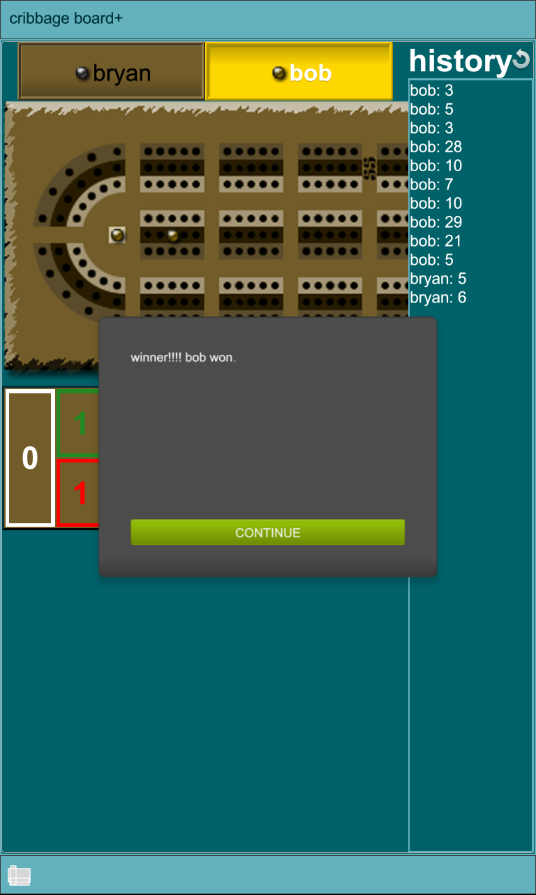 cribbage board+
bryan
bob
history
bob: 3
bob: 5
bob: 3
bob: 28
bob: 10
bob: 7
bob: 10
bob: 29
bob: 21
bob: 5
bryan: 5
bryan: 6
winner!!!! bob won.
0
1
1
CONTINUE